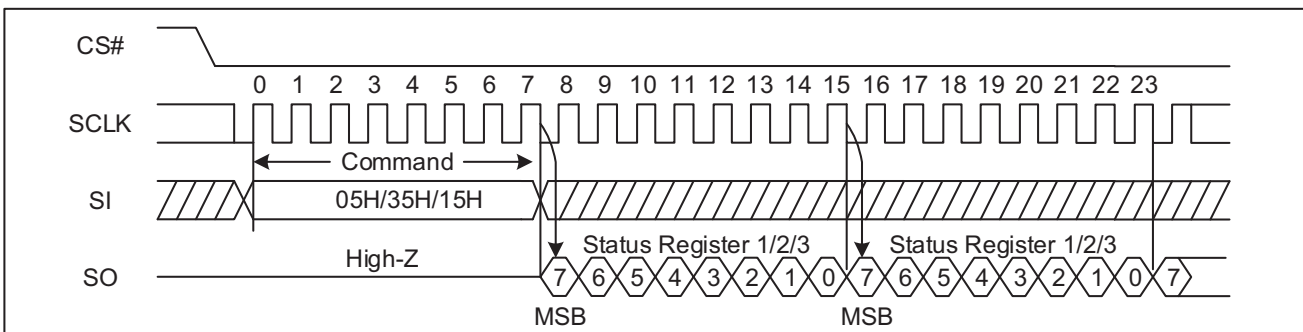 CS#
0 1 2 3 4 5 6 7 8 9 10 11 12 13 14 15 16 17 18 19 20 21 22 23
SCLK
Command
SI
05H/35H/15H
Status Register 1/2/3 Status Register 1/2/3
High-Z
SO
7 6 5 4 3 2 1 0 7 6 5 4 3 2 1 0 7
MSB MSB